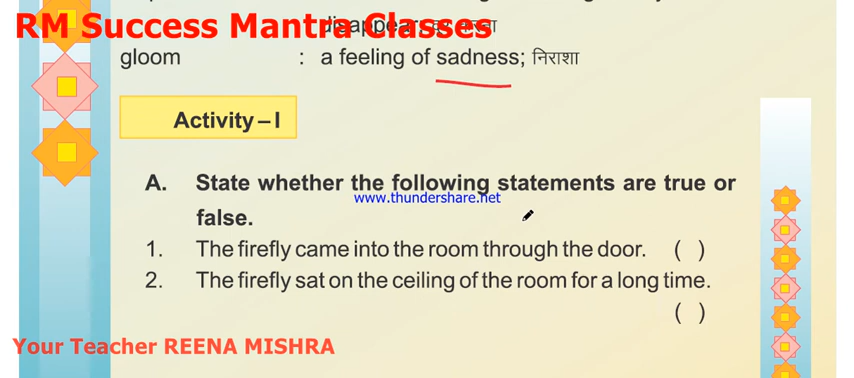 RM Success Mantra Classes
disappear;
gloom : a feeling of sadness; निराशा
Activity – I
A. State whether the following statements are true or
www.thundershare.net
false.
1. The firefly came into the room through the door. ( )
2. The firefly sat on the ceiling of the room for a long time.
( )
Your Teacher REENA MISHRA